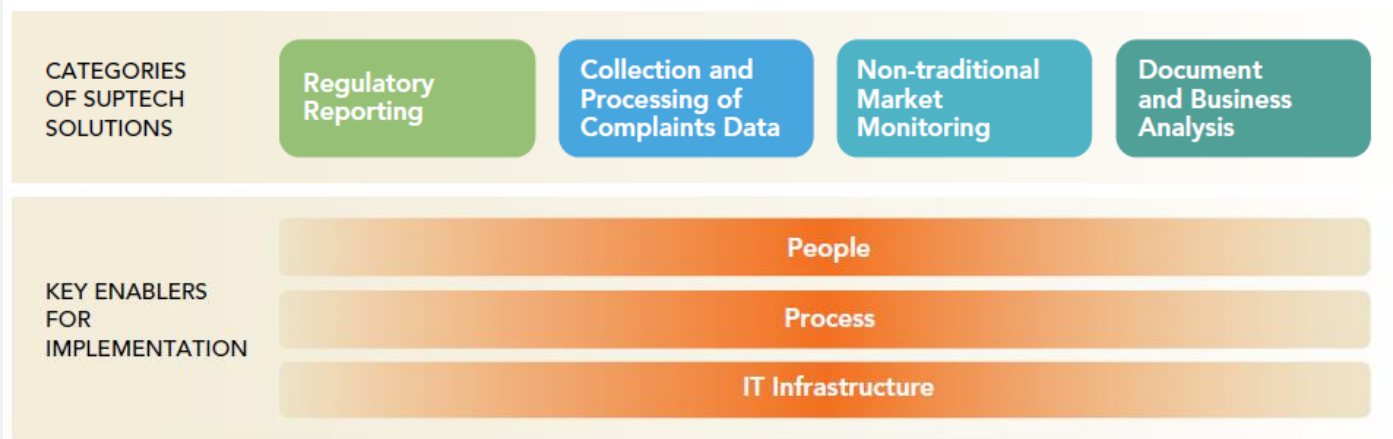 CATEGORIES
OF SUPTECH
SOLUTIONS
Regulatory
Reporting
Collection and
Processing of
Complaints Data
Non-traditional
Market
Monitoring
Document
and Business
Analysis
KEY ENABLERS
FOR
IMPLEMENTATION
People
Process
IT Infrastructure